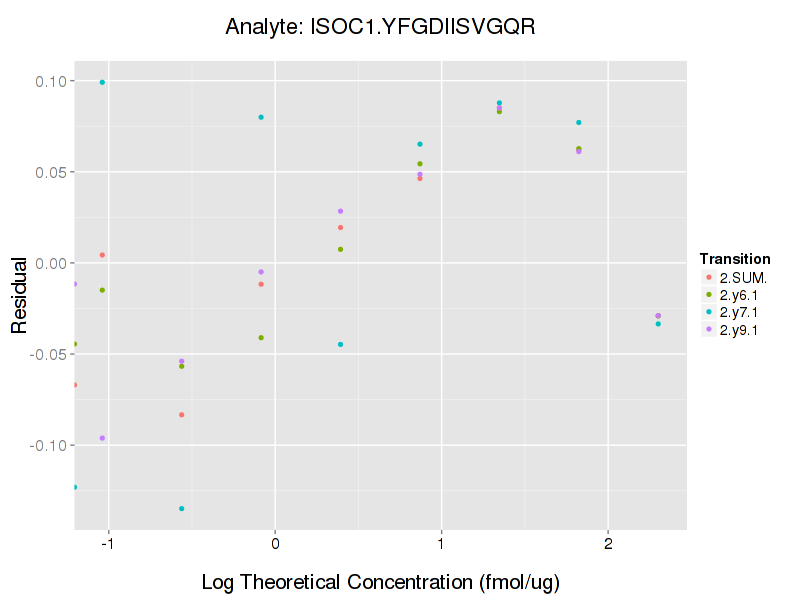 Analyte: ISOC1.YFGDIISVGQR
Residual
0.10
0.05
0.00
-0.05
-0.10
-1
0
1
2
Log Theoretical Concentration (fmol/ug)
Transition
2.SUM.
2.y6.1
2.y7.1
2.y9.1